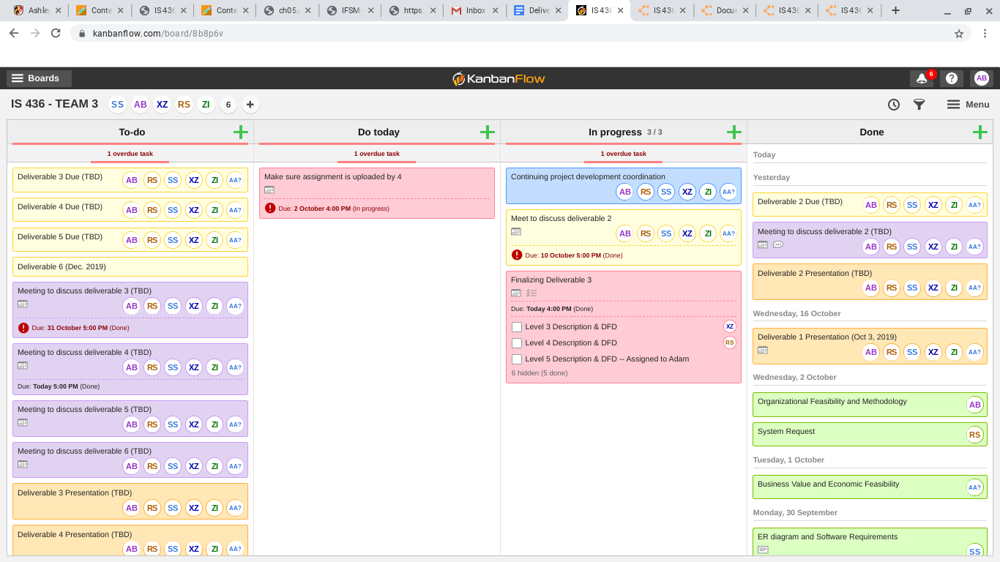 Ashley
Conte
IS 436
Conte
ch05.
IFSM
https:
Inbox
Delive
IS 436
IS 436
Docur
IS 436
IS 436
kanbanflow.com/board/8b8p6v
Boards
KanbanFlow
6
AB
IS 436 - TEAM 3
SS AB XZ RS ZI 6
Menu
To-do
1 overdue task
Deliverable 3 Due (TBD)
AB RS SS XZ ZI AA?
Deliverable 4 Due (TBD)
AB RS SS XZ ZI AA?
Deliverable 5 Due (TBD)
AB RS SS XZ ZI AA?
Deliverable 6 (Dec. 2019)
Meeting to discuss deliverable 3 (TBD)
AB RS SS XZ ZI AA?
Due: 31 October 5:00 PM (Done)
Meeting to discuss deliverable 4 (TBD)
AB RS SS XZ ZI AA?
Due: Today 5:00 PM (Done)
Meeting to discuss deliverable 5 (TBD)
AB RS SS XZ ZI AA?
Meeting to discuss deliverable 6 (TBD)
AB RS SS XZ ZI AA?
Deliverable 3 Presentation (TBD)
AB RS SS XZ ZI AA?
Deliverable 4 Presentation (TBD)
AB RS SS XZ ZI AA?
Do today
1 overdue task
Make sure assignment is uploaded by 4
Due: 2 October 4:00 PM (In progress)
In progress 3 / 3
1 overdue task
Continuing project development coordination
AB RS SS XZ ZI AA?
Meet to discuss deliverable 2
AB RS SS XZ ZI AA?
Due: 10 October 5:00 PM (Done)
Finalizing Deliverable 3
Due: Today 4:00 PM (Done)
Level 3 Description & DFD XZ
Level 4 Description & DFD RS
Level 5 Description & DFD -- Assigned to Adam
6 hidden (5 done)
Done
Today
Yesterday
Deliverable 2 Due (TBD)
AB RS SS XZ ZI AA?
Meeting to discuss deliverable 2 (TBD)
AB RS SS XZ ZI AA?
Deliverable 2 Presentation (TBD)
AB RS SS XZ ZI AA?
Wednesday, 16 October
Deliverable 1 Presentation (Oct 3, 2019)
AB RS SS XZ ZI AA?
Wednesday, 2 October
Organizational Feasibility and Methodology AB
System Request RS
Tuesday, 1 October
Business Value and Economic Feasibility AA?
Monday, 30 September
ER diagram and Software Requirements
SS